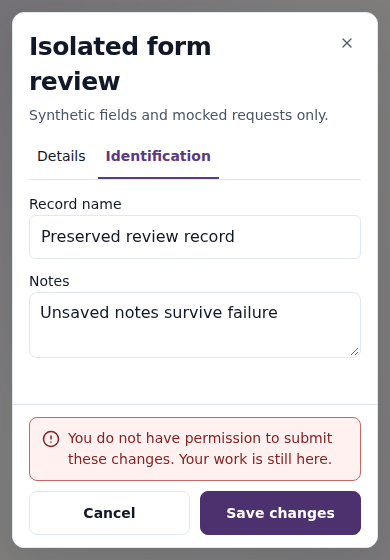 Isolated form
review
Synthetic fields and mocked requests only.
Details Identification
Record name
Preserved review record
Notes
Unsaved notes survive failure
You do not have permission to submit
these changes. Your work is still here.
Cancel Save changes